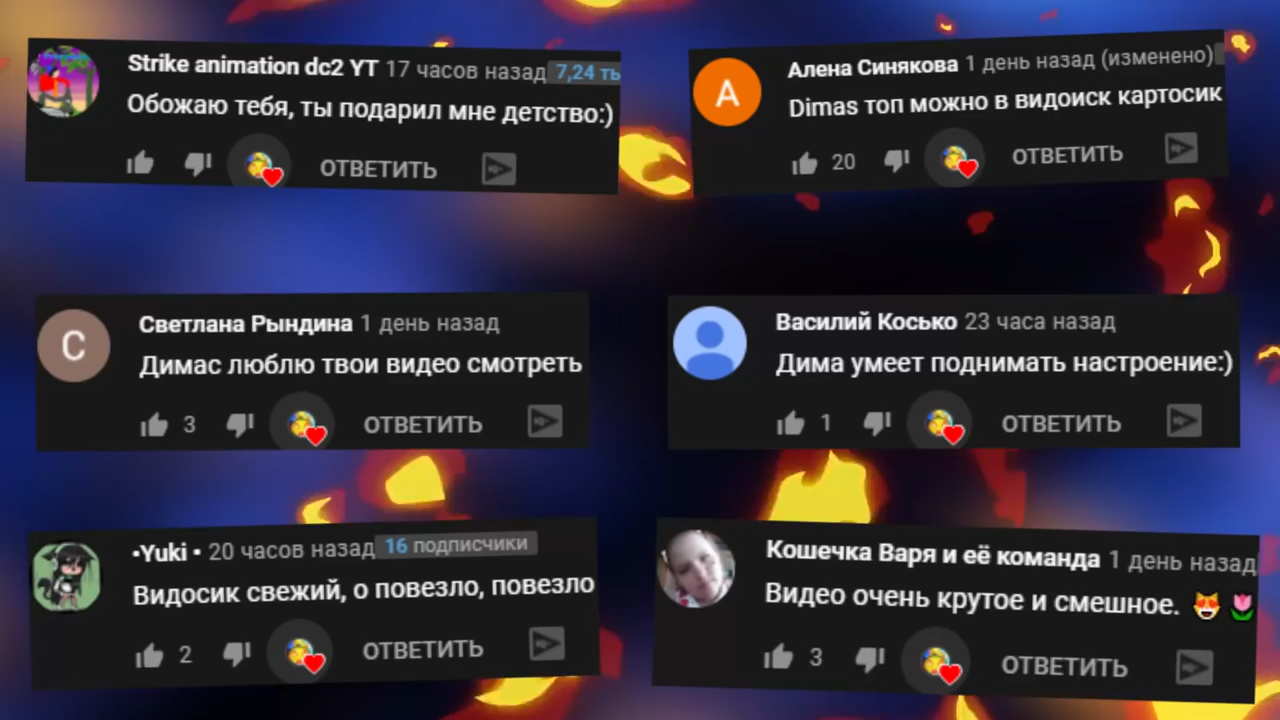 Strike animation dc2 YT 17 часов назад 7,24 ты
Обожаю тебя, ты подарил мне детство:)
ОТВЕТИТЬ
А
Алена Синякова 1 день назад (изменено)
Dimas топ можно в видоиск картосик
20 ОТВЕТИТЬ
С
Светлана Рындина 1 день назад
Димас люблю твои видео смотреть
3 ОТВЕТИТЬ
Василий Косько 23 часа назад
Дима умеет поднимать настроение:)
1 ОТВЕТИТЬ
•Yuki • 20 часов назад 16 подписчики
Видосик свежий, о повезло, повезло
2 ОТВЕТИТЬ
Кошечка Варя и её команда 1 день назад
Видео очень крутое и смешное. 😻🌷
3 ОТВЕТИТЬ